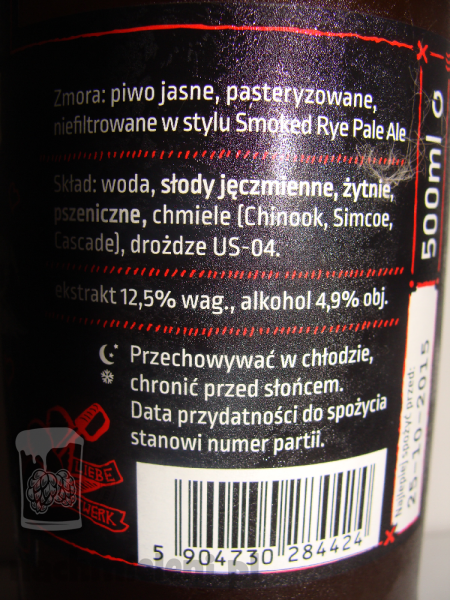 Zmora: piwo jasne, pasteryzowane,
niefiltrowane w stylu Smoked Rye Pale Ale
Skład: woda, słody jęczmienne, żytnie,
pszeniczne, chmiele (Chinook, Simcoe,
Cascade), drożdze US-04.
ekstrakt 12,5% wag., alkohol 4,9% obj.
Przechowywać w chłodzie,
chronić przed słońcem.
Data przydatności do spożycia
stanowi numer partii.
5 904730 284424
500ml
Najlepiej spożyć przed:
25-10-2015